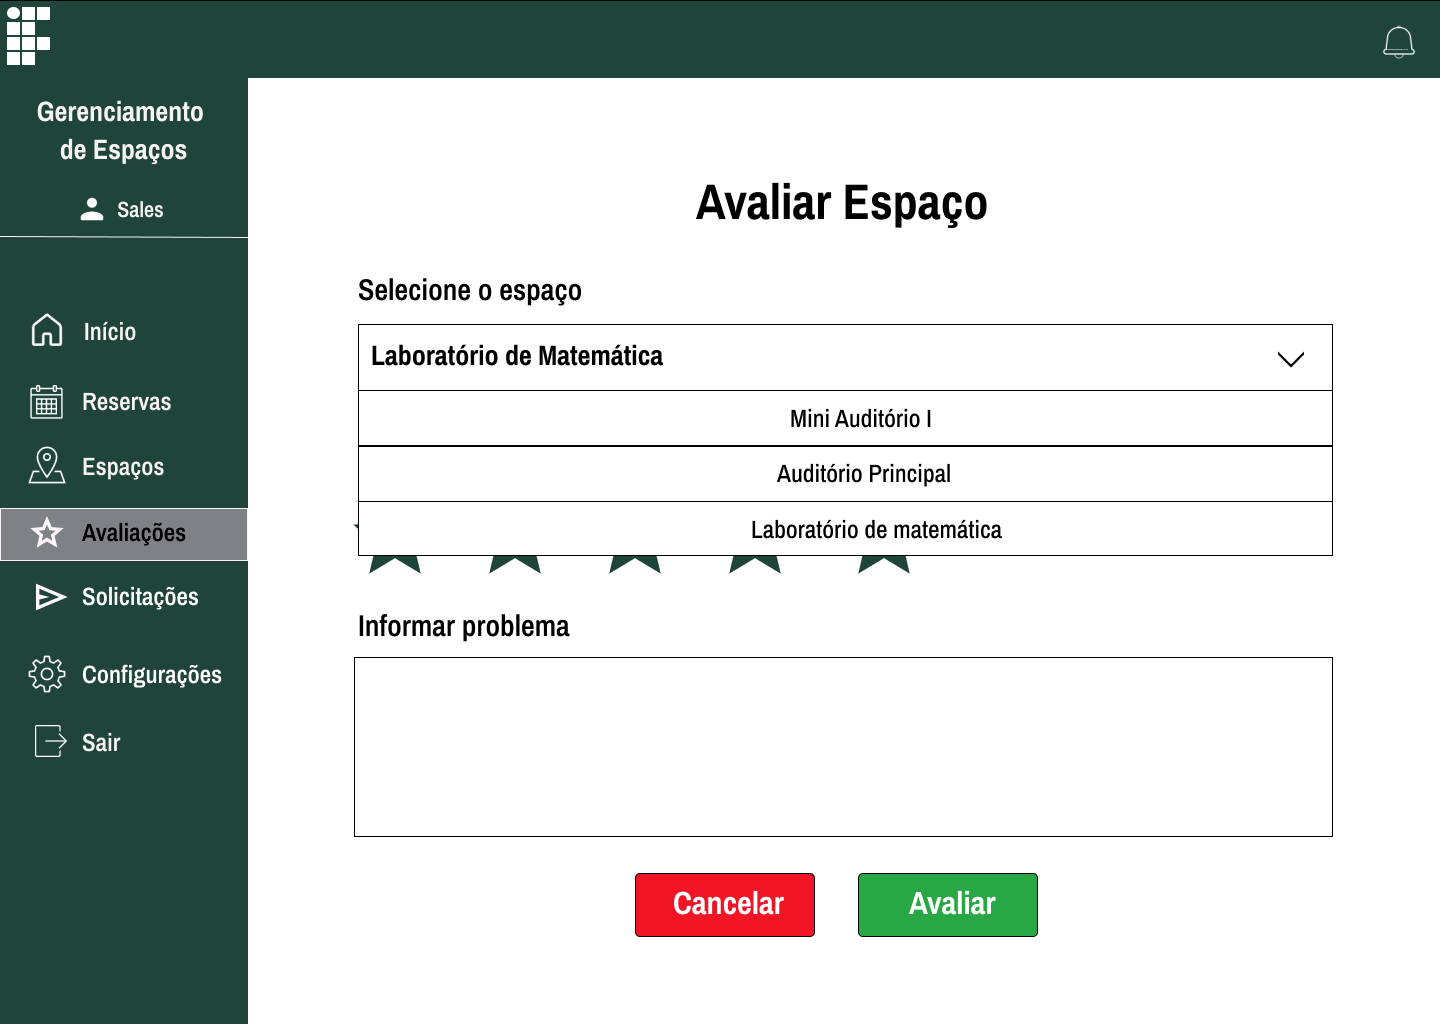 Gerenciamento
de Espaços
Sales
Início
Reservas
Espaços
Avaliações
Solicitações
Configurações
Sair
Avaliar Espaço
Selecione o espaço
Laboratório de Matemática
Mini Auditório I
Auditório Principal
Laboratório de matemática
Informar problema
Cancelar
Avaliar